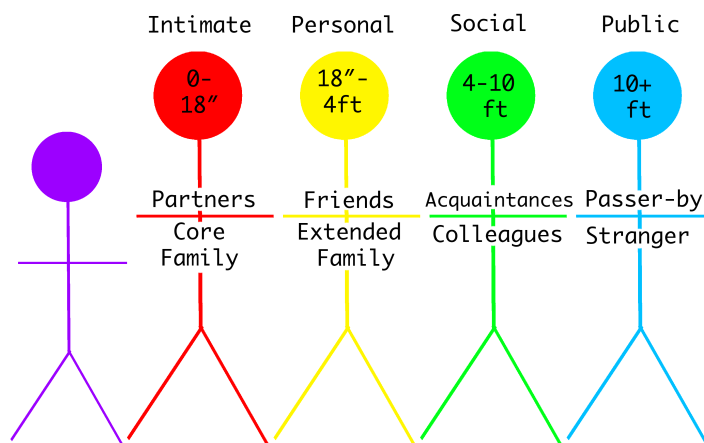 Intimate
Personal
Social
Public
0-
18″
18″-
4ft
4-10
ft
10+
ft
Partners
Core
Family
Friends
Extended
Family
Acquaintances
Colleagues
Passer-by
Stranger